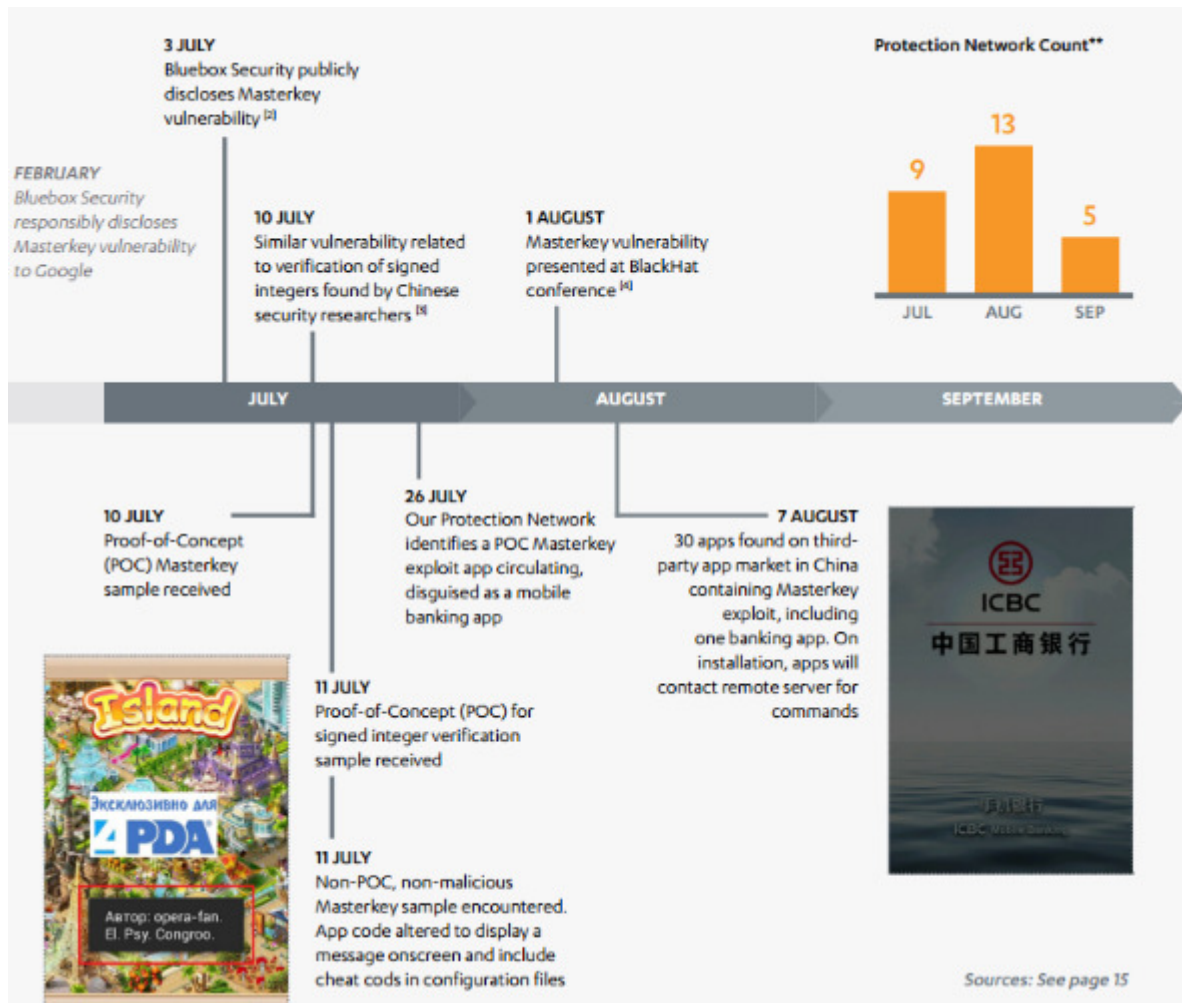 3 JULY
Bluebox Security publicly
discloses Masterkey
vulnerability [2]
Protection Network Count**
9
13
5
JUL
AUG
SEP
FEBRUARY
Bluebox Security
responsibly discloses
Masterkey vulnerability
to Google
10 JULY
Similar vulnerability related
to verification of signed
integers found by Chinese
security researchers [3]
1 AUGUST
Masterkey vulnerability
presented at BlackHat
conference [4]
JULY
AUGUST
SEPTEMBER
10 JULY
Proof-of-Concept
(POC) Masterkey
sample received
26 JULY
Our Protection Network
identifies a POC Masterkey
exploit app circulating,
disguised as a mobile
banking app
7 AUGUST
30 apps found on third-
party app market in China
containing Masterkey
exploit, including
one banking app. On
installation, apps will
contact remote server for
commands
ICBC
中国工商银行
ICBC Mobile Banking
11 JULY
Proof-of-Concept (POC) for
signed integer verification
sample received
Island
Эксклюзивно для
4PDA
Автор: opera-fan.
El. Psy. Congroo.
11 JULY
Non-POC, non-malicious
Masterkey sample encountered.
App code altered to display a
message onscreen and include
cheat cods in configuration files
Sources: See page 15